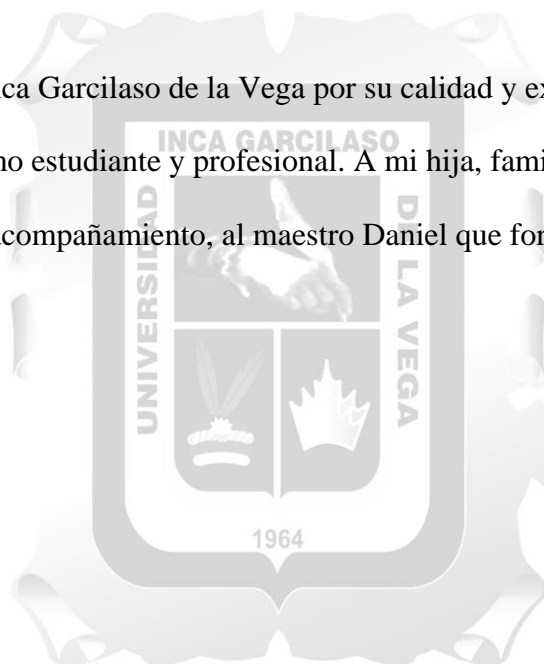 ca Garcilaso de la Vega por su calidad y ex
no estudiante y profesional. A mi hija, fami
acompañamiento, al maestro Daniel que for
INCA GARCILASO
UNIVERSIDAD
DE LA VEGA
1964